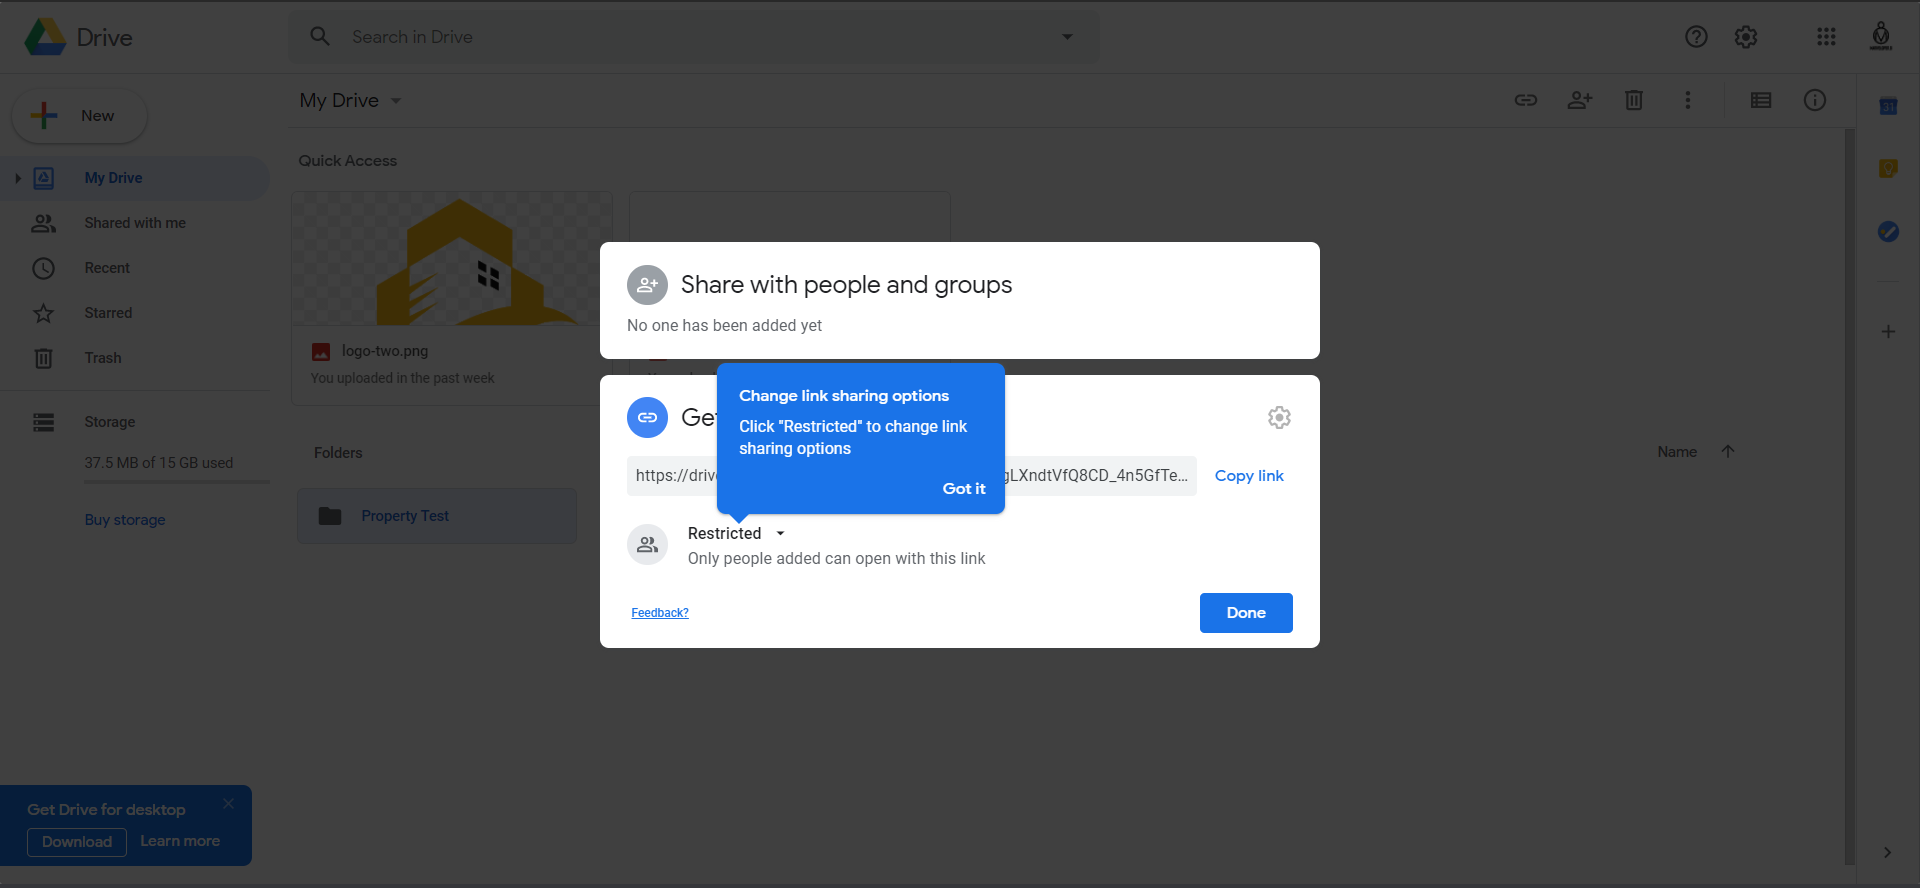 Drive
Search in Drive
New
My Drive
My Drive
Shared with me
Recent
Starred
Trash
Storage
37.5 MB of 15 GB used
Buy storage
Quick Access
logo-two.png
You uploaded in the past week
Folders
Name
Property Test
Share with people and groups
No one has been added yet
Get
Change link sharing options
Click "Restricted" to change link
sharing options
Got it
https://drive gLXndtVfQ8CD_4n5GfTe...
Copy link
Restricted
Only people added can open with this link
Feedback?
Done
Get Drive for desktop
Download
Learn more
31